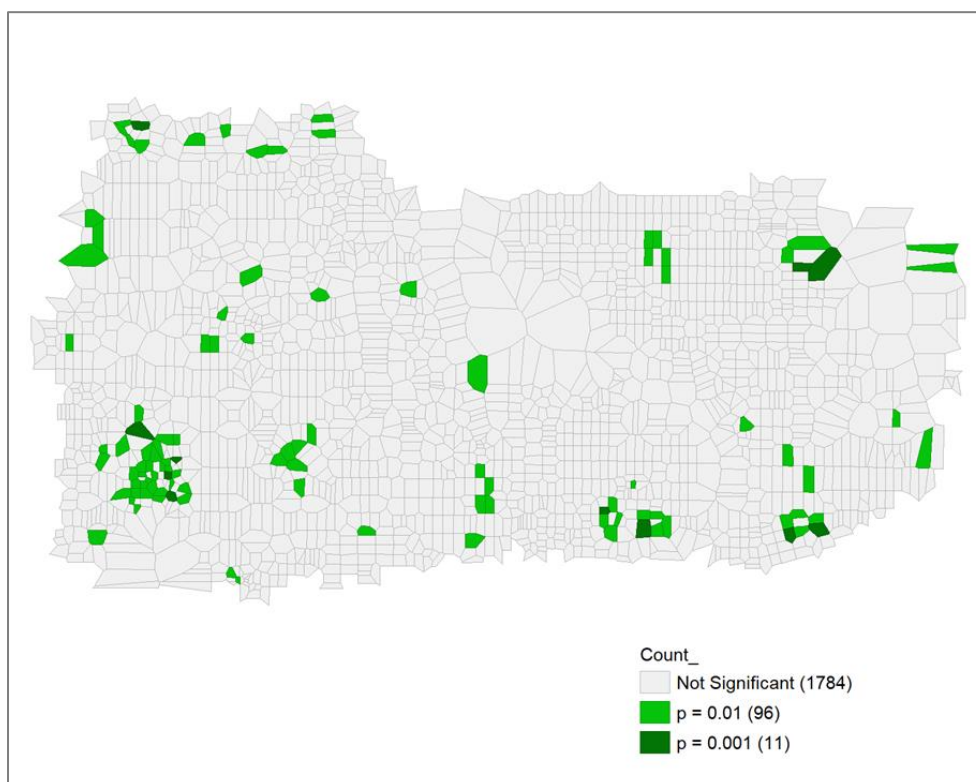 Count_
Not Significant (1784)
p = 0.01 (96)
p = 0.001 (11)